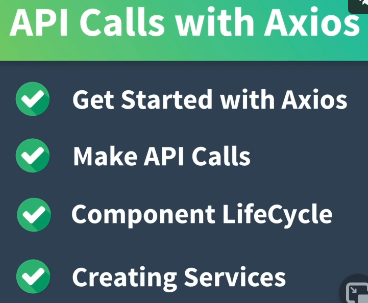 API Calls with Axios
Get Started with Axios
Make API Calls
Component LifeCycle
Creating Services